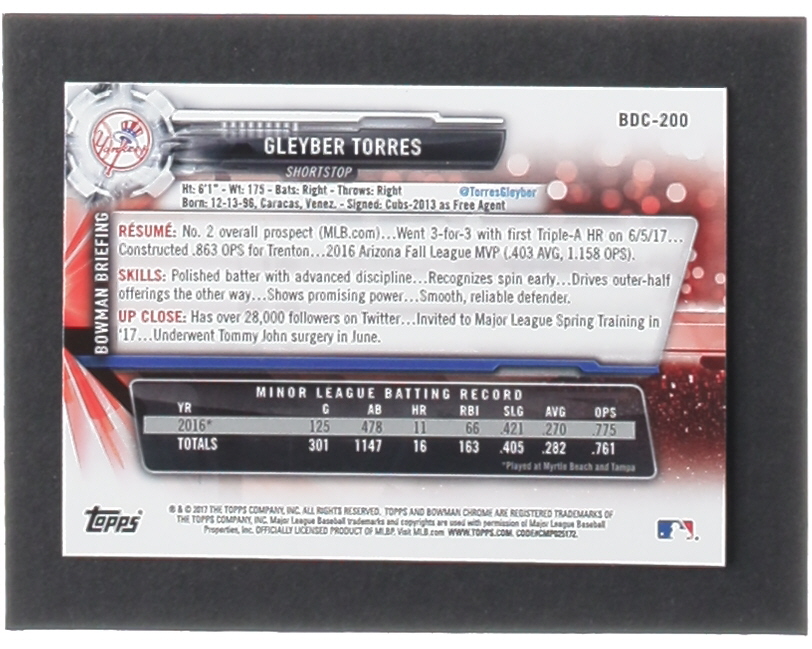 BDC-200
Yankees
GLEYBER TORRES
SHORTSTOP
Ht: 6'1" - Wt: 175 - Bats: Right - Throws: Right @TorresGleyber
Born: 12-13-96, Caracas, Venez. - Signed: Cubs-2013 as Free Agent
BOWMAN BRIEFING
RÉSUMÉ: No. 2 overall prospect (MLB.com)...Went 3-for-3 with first Triple-A HR on 6/5/17...
Constructed .863 OPS for Trenton...2016 Arizona Fall League MVP (.403 AVG, 1.158 OPS).
SKILLS: Polished batter with advanced discipline...Recognizes spin early...Drives outer-half
offerings the other way...Shows promising power...Smooth, reliable defender.
UP CLOSE: Has over 28,000 followers on Twitter...Invited to Major League Spring Training in
'17...Underwent Tommy John surgery in June.
MINOR LEAGUE BATTING RECORD
YR G AB HR RBI SLG AVG OPS
2016* 125 478 11 66 .421 .270 .775
TOTALS 301 1147 16 163 .405 .282 .761
*Played at Myrtle Beach and Tampa
Topps
® & © 2017 THE TOPPS COMPANY, INC. ALL RIGHTS RESERVED. TOPPS AND BOWMAN CHROME ARE REGISTERED TRADEMARKS OF
THE TOPPS COMPANY, INC. Major League Baseball trademarks and copyrights are used with permission of Major League Baseball
Properties, Inc. OFFICIALLY LICENSED PRODUCT OF MLBP. Visit MLB.com WWW.TOPPS.COM. CODE#CMP025172.